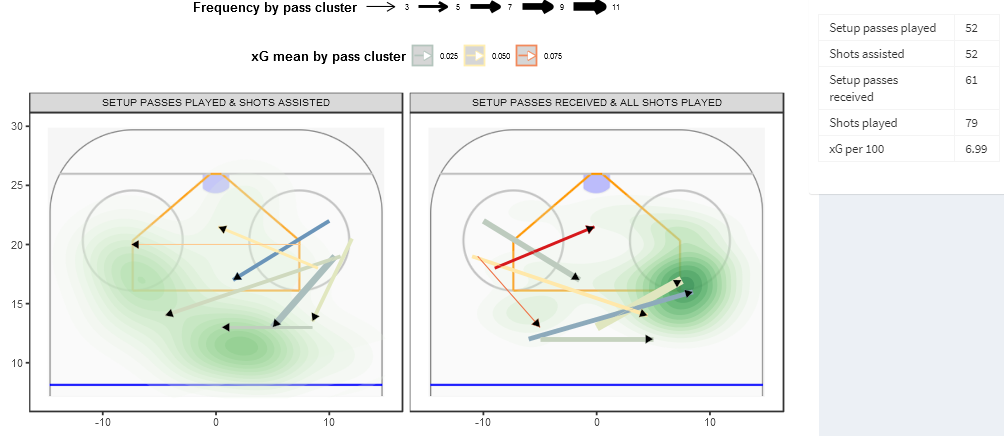 Frequency by pass cluster 3 5 7 9 11
xG mean by pass cluster 0.025 0.050 0.075
SETUP PASSES PLAYED & SHOTS ASSISTED
SETUP PASSES RECEIVED & ALL SHOTS PLAYED
30
25
20
15
10
-10 0 10
-10 0 10
Setup passes played 52
Shots assisted 52
Setup passes
received 61
Shots played 79
xG per 100 6.99